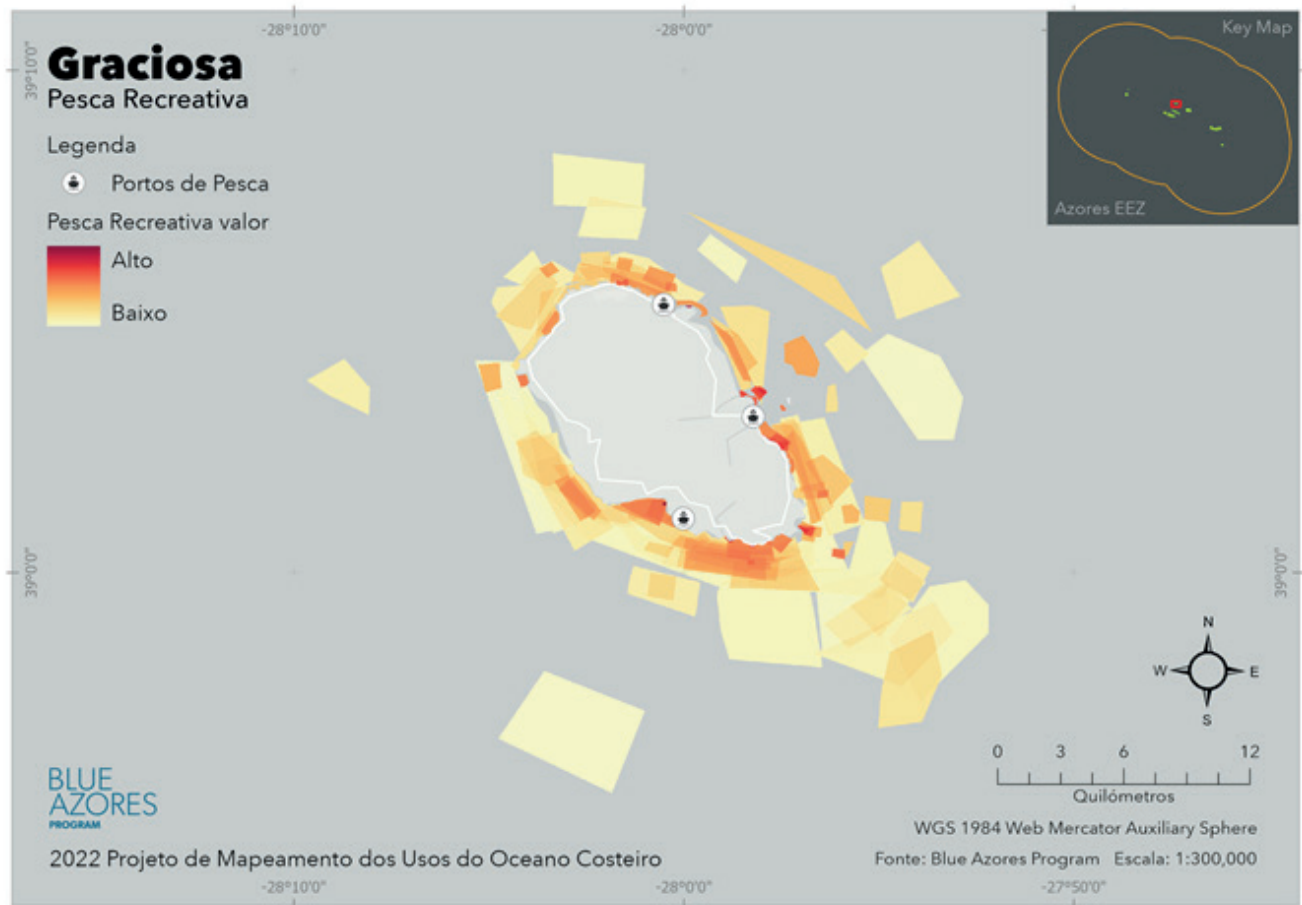 -28°10'0"
-28°0'0"
Key Map
39°10'0"
Graciosa
Pesca Recreativa
Legenda
Portos de Pesca
Pesca Recreativa valor
Alto
Baixo
Azores EEZ
39°0'0"
39°0'0"
N
W
E
S
0 3 6 12
Quilómetros
BLUE
AZORES
PROGRAM
WGS 1984 Web Mercator Auxiliary Sphere
2022 Projeto de Mapeamento dos Usos do Oceano Costeiro
Fonte: Blue Azores Program Escala: 1:300,000
-28°10'0"
-28°0'0"
-27°50'0"